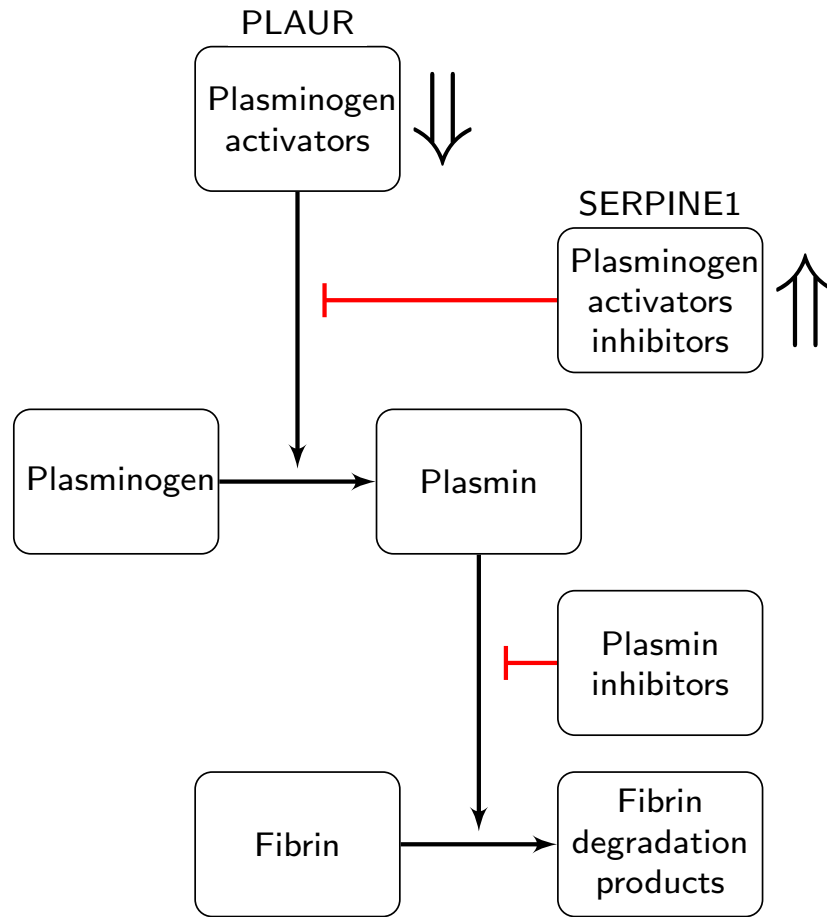 PLAUR
Plasminogen
activators
SERPINE1
Plasminogen
activators
inhibitors
Plasminogen
Plasmin
Plasmin
inhibitors
Fibrin
Fibrin
degradation
products